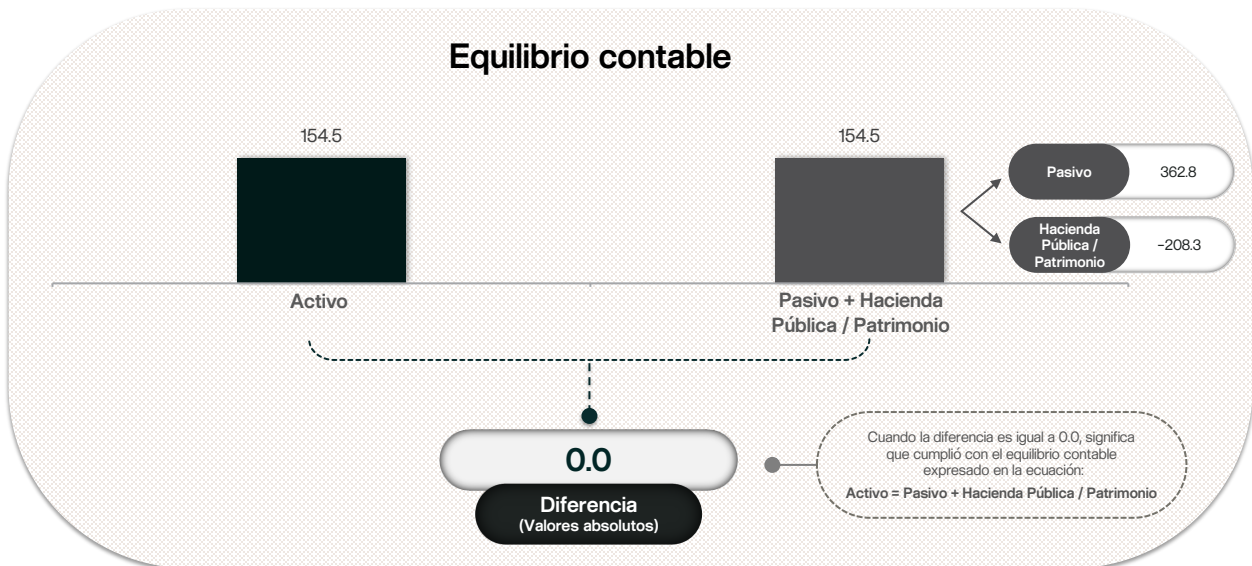 Equilibrio contable
154.5
154.5
Pasivo
362.8
Hacienda
Pública /
Patrimonio
-208.3
Activo
Pasivo + Hacienda
Pública / Patrimonio
0.0
Diferencia
(Valores absolutos)
Cuando la diferencia es igual a 0.0, significa
que cumplió con el equilibrio contable
expresado en la ecuación:
Activo = Pasivo + Hacienda Pública / Patrimonio